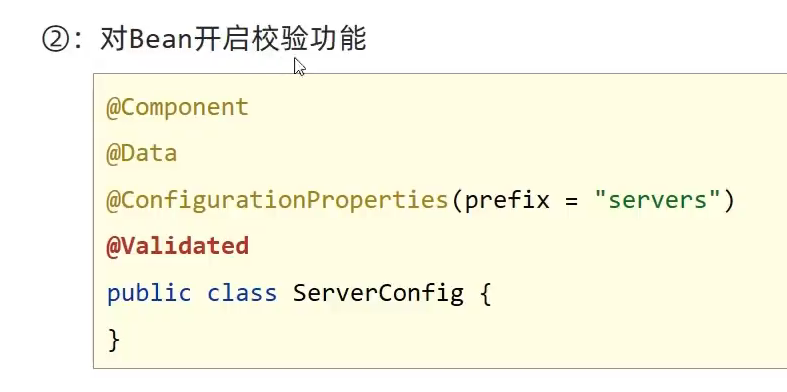 ②：对Bean开启校验功能
@Component
@Data
@ConfigurationProperties(prefix = "servers")
@Validated
public class ServerConfig {
}